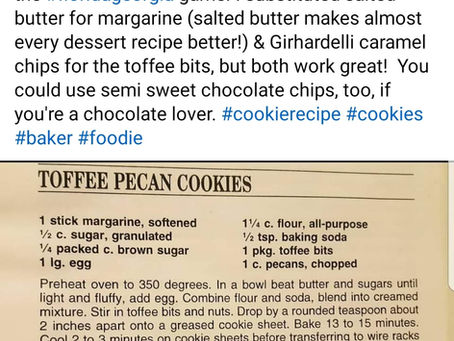 butter for margarine (salted butter makes almost
every dessert recipe better!) & Girhardelli caramel
chips for the toffee bits, but both work great!  You
could use semi sweet chocolate chips, too, if
you're a chocolate lover. #cookierecipe #cookies
#baker #foodie
TOFFEE PECAN COOKIES
1 stick margarine, softened
½ c. sugar, granulated
¼ packed c. brown sugar
1 lg. egg
1¼ c. flour, all-purpose
½ tsp. baking soda
1 pkg. toffee bits
1 c. pecans, chopped
Preheat oven to 350 degrees. In a bowl beat butter and sugars until
light and fluffy, add egg. Combine flour and soda, blend into creamed
mixture. Stir in toffee bits and nuts. Drop by a rounded teaspoon about
2 inches apart onto a greased cookie sheet. Bake 13 to 15 minutes.
Cool 2 to 3 minutes on cookie sheets before transferring to wire racks